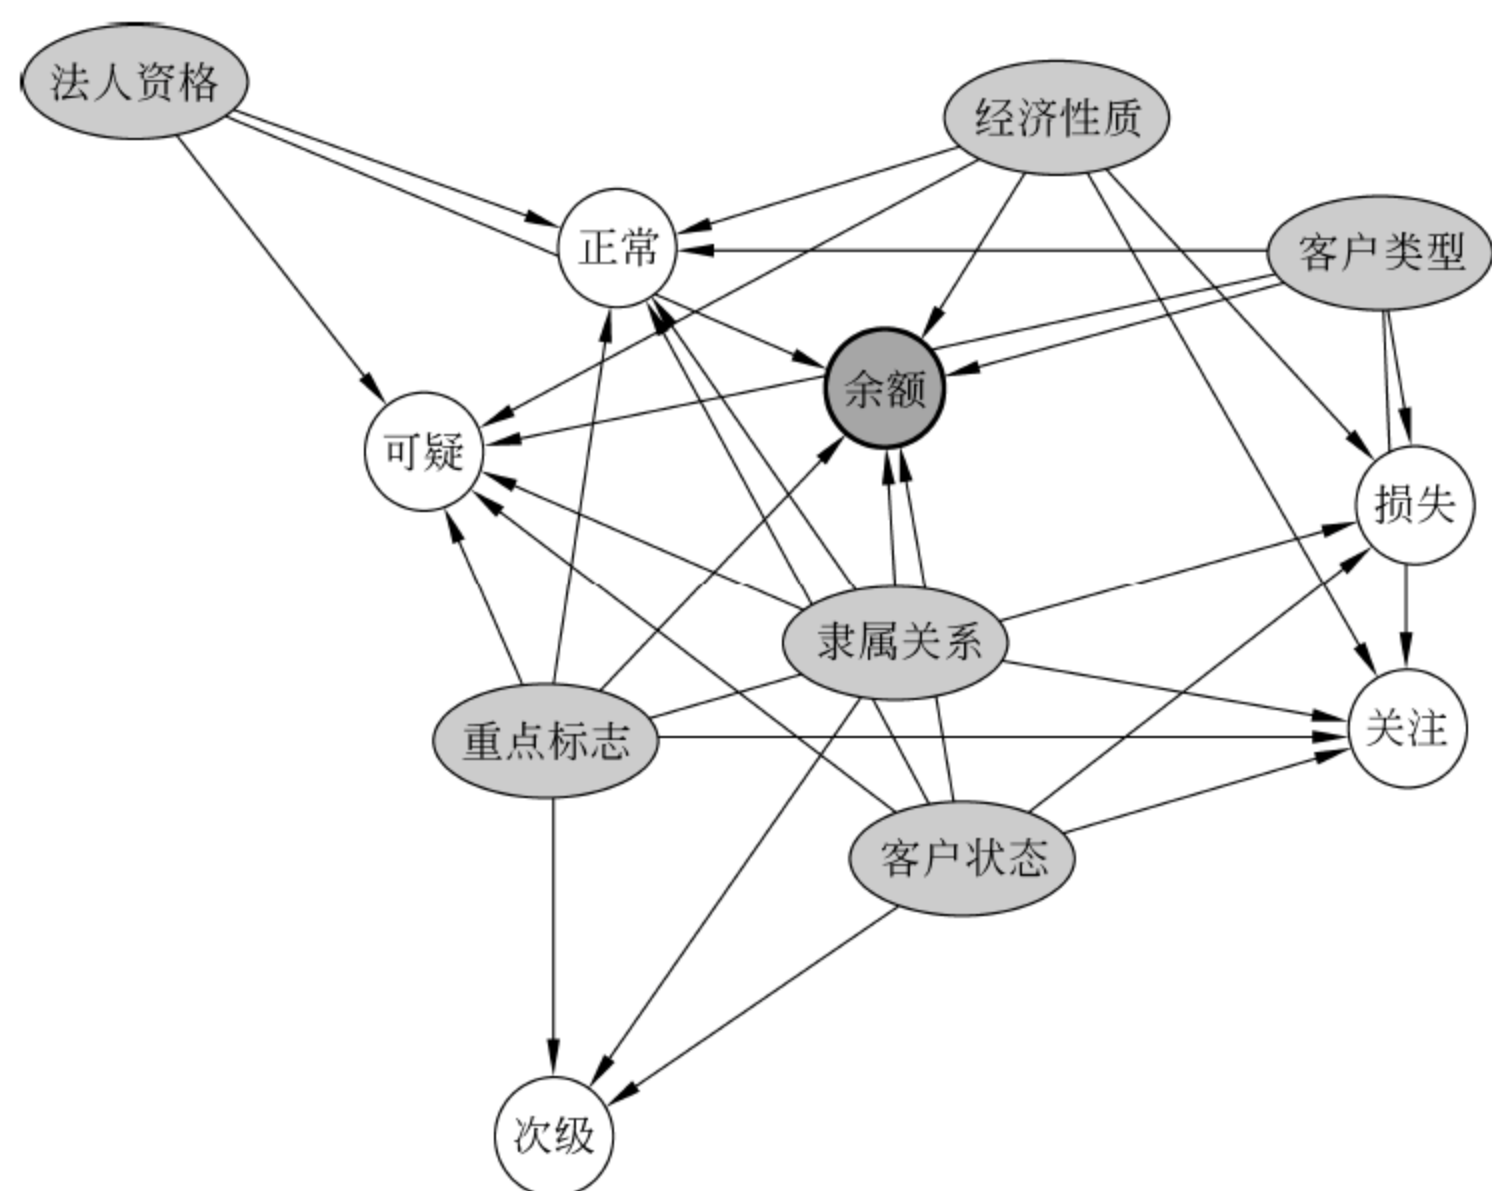 法人资格
经济性质
正常
客户类型
余额
可疑
损失
隶属关系
关注
重点标志
客户状态
次级